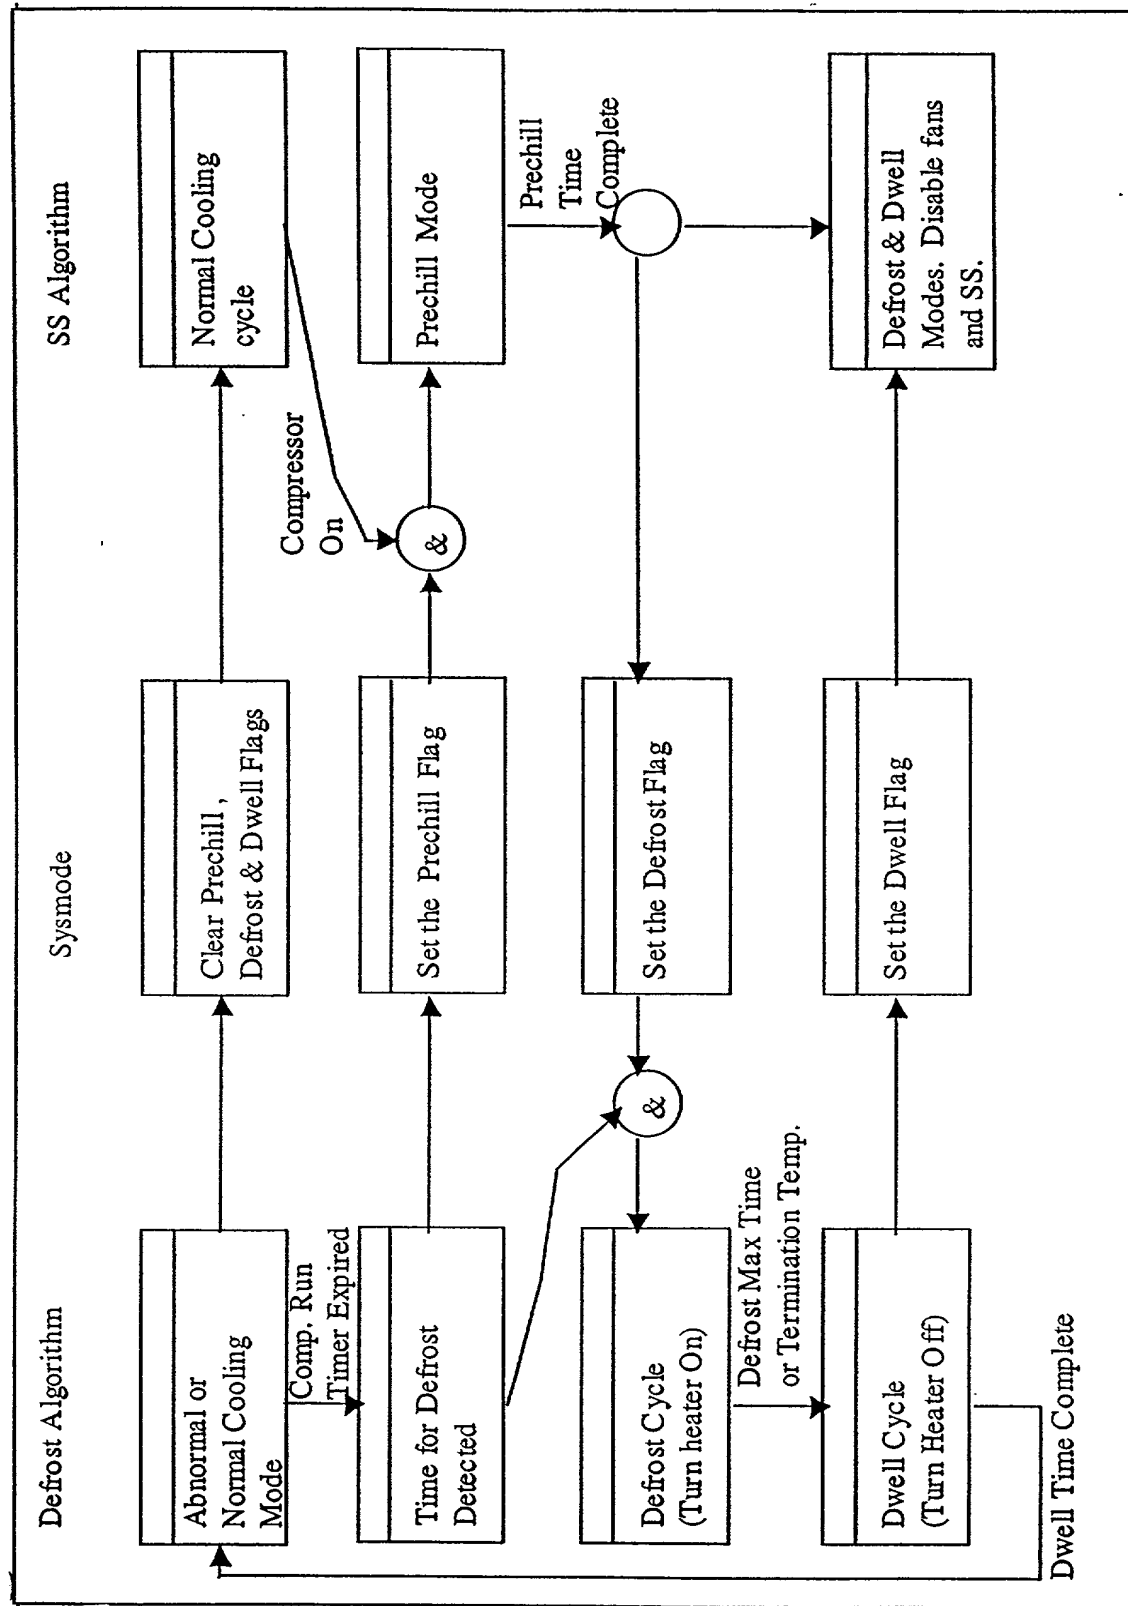 Defrost Algorithm
Sysmode
SS Algorithm
Abnormal or
Normal Cooling
Mode
Clear Prechill ,
Defrost & Dwell Flags
Normal Cooling
cycle
Comp. Run
Timer Expired
Compressor
On
Time for Defrost
Detected
Set the Prechill Flag
&
Prechill Mode
Prechill
Time
Complete
&
Defrost Cycle
(Turn heater On)
Set the Defrost Flag
Defrost Max Time
or Termination Temp.
Dwell Cycle
(Turn Heater Off)
Set the Dwell Flag
Defrost & Dwell
Modes. Disable fans
and SS.
Dwell Time Complete